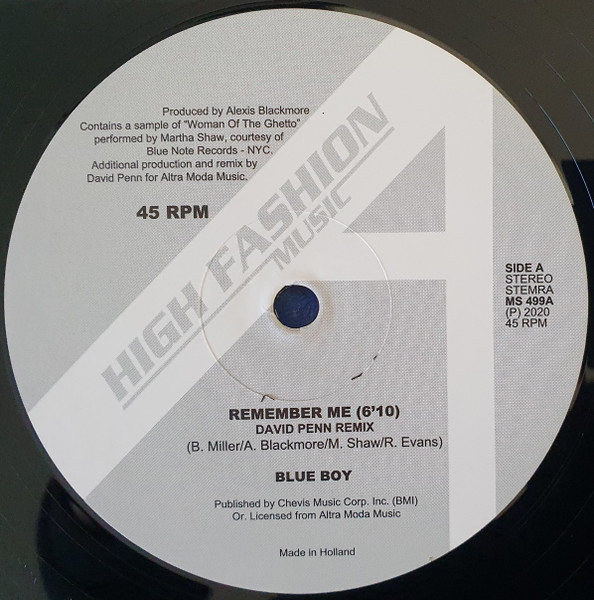 Produced by Alexis Blackmore
Contains a sample of "Woman Of The Ghetto"
performed by Martha Shaw, courtesy of
Blue Note Records - NYC.
Additional production and remix by
David Penn for Altra Moda Music.
45 RPM
HIGH FASHION
MUSIC
SIDE A
STEREO
STEMRA
MS 499A
(P) 2020
45 RPM
REMEMBER ME (6'10)
DAVID PENN REMIX
(B. Miller/A. Blackmore/M. Shaw/R. Evans)
BLUE BOY
Published by Chevis Music Corp. Inc. (BMI)
Or. Licensed from Altra Moda Music
Made in Holland